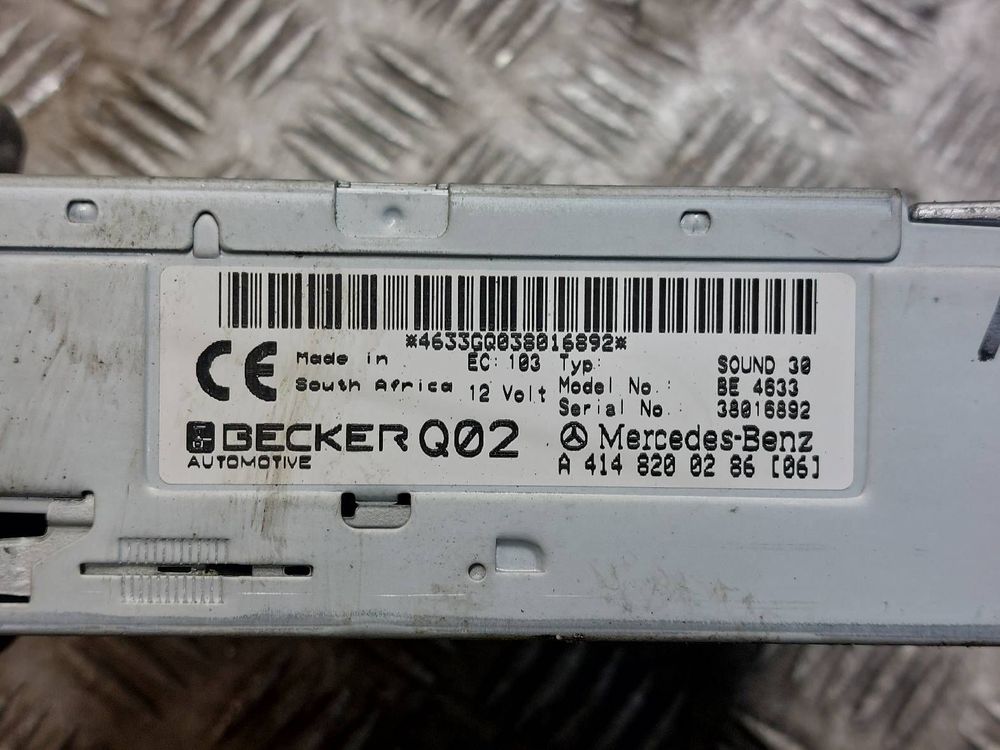 *4633GQ038016892*
CE Made in EC: 103 Typ: SOUND 30
South Africa 12 Volt Model No.: BE 4633
Serial No.: 38016892
BECKER Q02 Mercedes-Benz
AUTOMOTIVE A 414 820 02 86 [06]